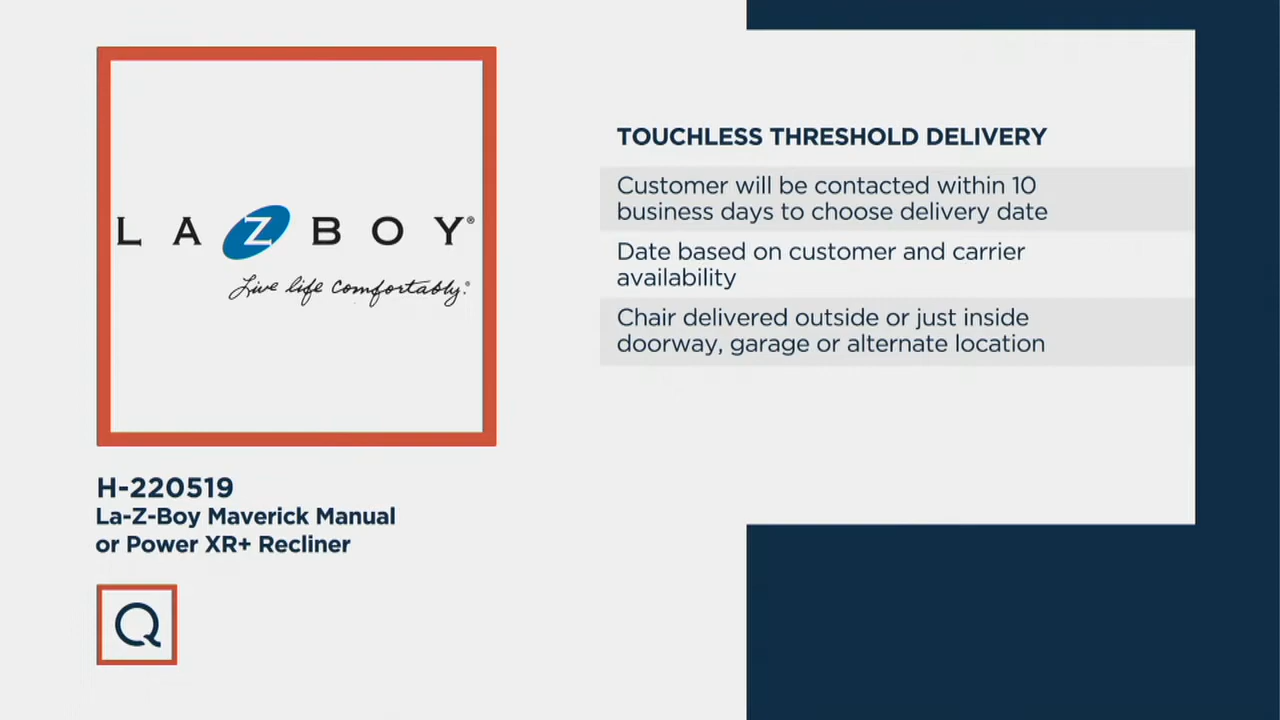 LA Z BOY®
Live life comfortably.®
H-220519
La-Z-Boy Maverick Manual
or Power XR+ Recliner
Q
TOUCHLESS THRESHOLD DELIVERY
Customer will be contacted within 10
business days to choose delivery date
Date based on customer and carrier
availability
Chair delivered outside or just inside
doorway, garage or alternate location